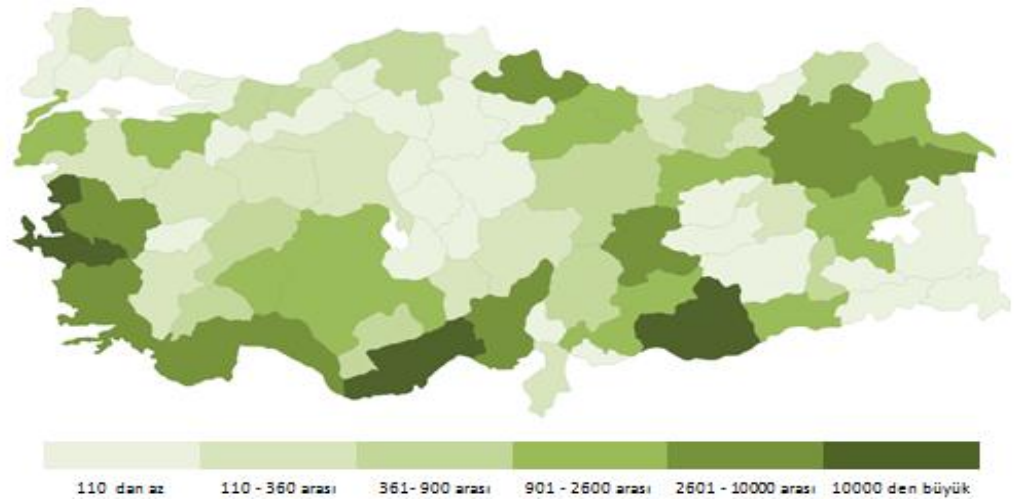 110 dan az
110 - 360 arası
361- 900 arası
901 - 2600 arası
2601 - 10000 arası
10000 den büyük